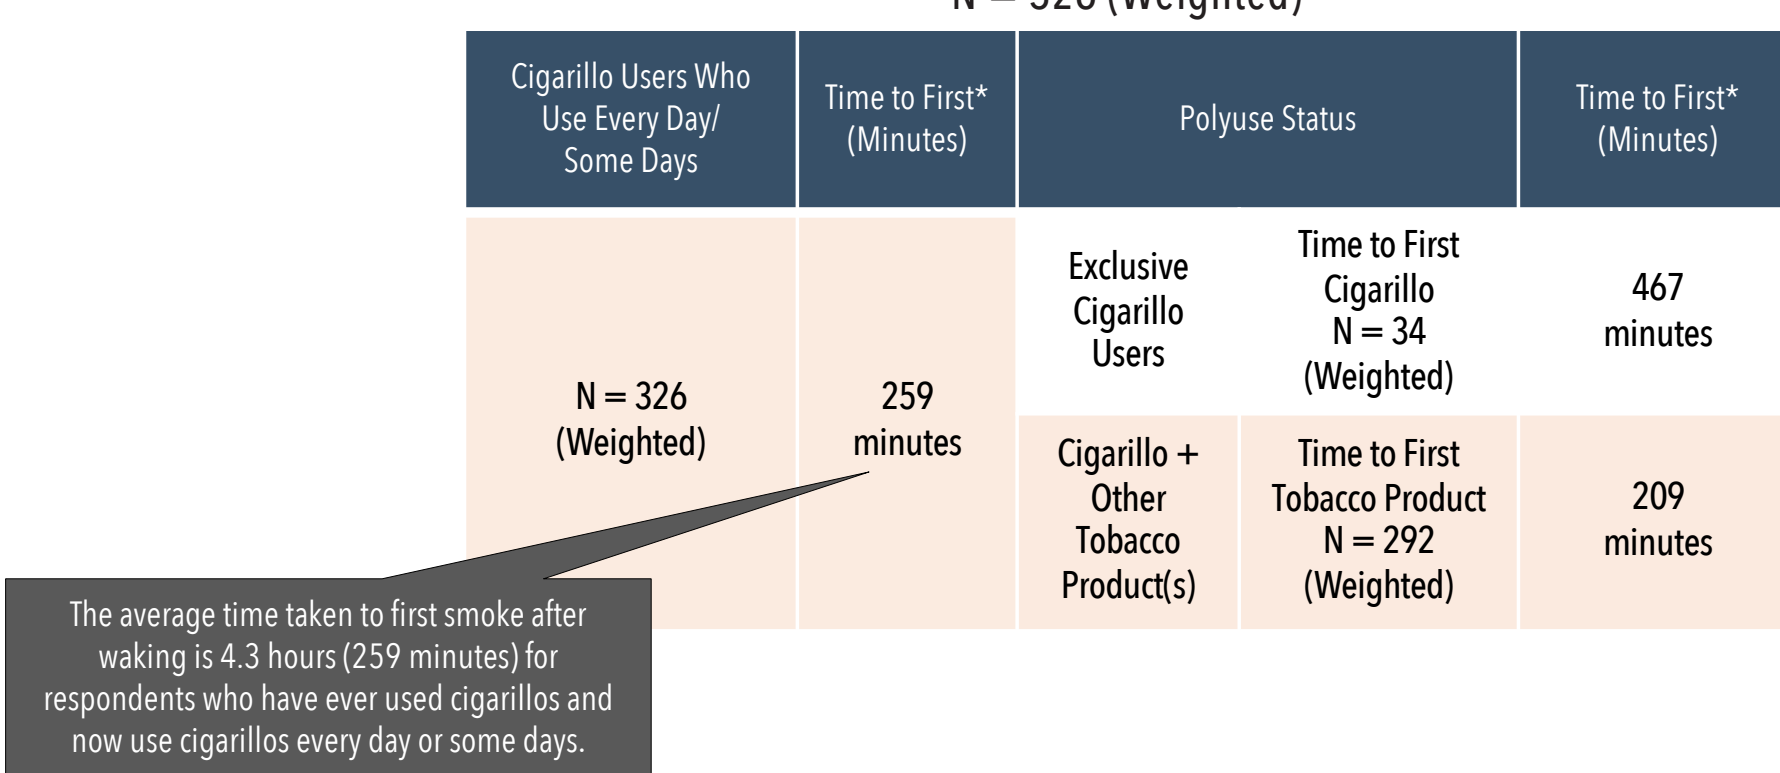 N = 326 (Weighted)
Cigarillo Users Who
Use Every Day/
Some Days
Time to First*
(Minutes)
Polyuse Status
Time to First*
(Minutes)
N = 326
(Weighted)
259
minutes
Exclusive
Cigarillo
Users
Time to First
Cigarillo
N = 34
(Weighted)
467
minutes
Cigarillo +
Other
Tobacco
Product(s)
Time to First
Tobacco Product
N = 292
(Weighted)
209
minutes
The average time taken to first smoke after
waking is 4.3 hours (259 minutes) for
respondents who have ever used cigarillos and
now use cigarillos every day or some days.